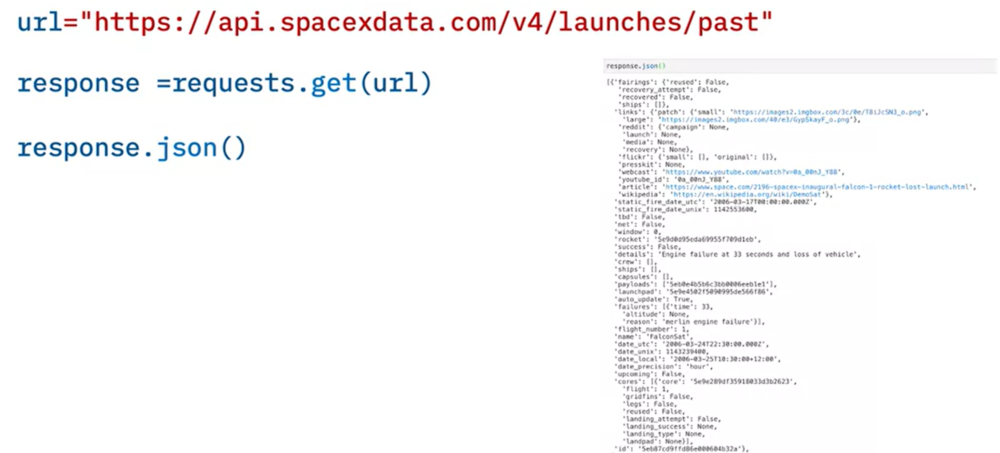 url="https://api.spacexdata.com/v4/launches/past"
response =requests.get(url)
response.json()
response.json()
[{'fairings': {'reused': False,
'recovery_attempt': False,
'recovered': False,
'ships': []},
'links': {'patch': {'small': 'https://images2.imgbox.com/3c/0e/T8iJcSN3_o.png',
'large': 'https://images2.imgbox.com/40/e3/GypSkayF_o.png'},
'reddit': {'campaign': None,
'launch': None,
'media': None,
'recovery': None},
'flickr': {'small': [], 'original': []},
'presskit': None,
'webcast': 'https://www.youtube.com/watch?v=0a_00nJ_Y88',
'youtube_id': '0a_00nJ_Y88',
'article': 'https://www.space.com/2196-spacex-inaugural-falcon-1-rocket-lost-launch.html',
'wikipedia': 'https://en.wikipedia.org/wiki/DemoSat'},
'static_fire_date_utc': '2006-03-17T00:00:00.000Z',
'static_fire_date_unix': 1142553600,
'tbd': False,
'net': False,
'window': 0,
'rocket': '5e9d0d95eda69955f709d1eb',
'success': False,
'details': 'Engine failure at 33 seconds and loss of vehicle',
'crew': [],
'ships': [],
'capsules': [],
'payloads': ['5eb0e4b5b6c3bb0006eeb1e1'],
'launchpad': '5e9e4502f5090995de566f86',
'auto_update': True,
'failures': [{'time': 33,
'altitude': None,
'reason': 'merlin engine failure'}],
'flight_number': 1,
'name': 'FalconSat',
'date_utc': '2006-03-24T22:30:00.000Z',
'date_unix': 1143239400,
'date_local': '2006-03-25T10:30:00+12:00',
'date_precision': 'hour',
'upcoming': False,
'cores': [{'core': '5e9e289df35918033d3b2623',
'flight': 1,
'gridfins': False,
'legs': False,
'reused': False,
'landing_attempt': False,
'landing_success': None,
'landing_type': None,
'landpad': None}],
'id': '5eb87cd9ffd86e000604b32a'},